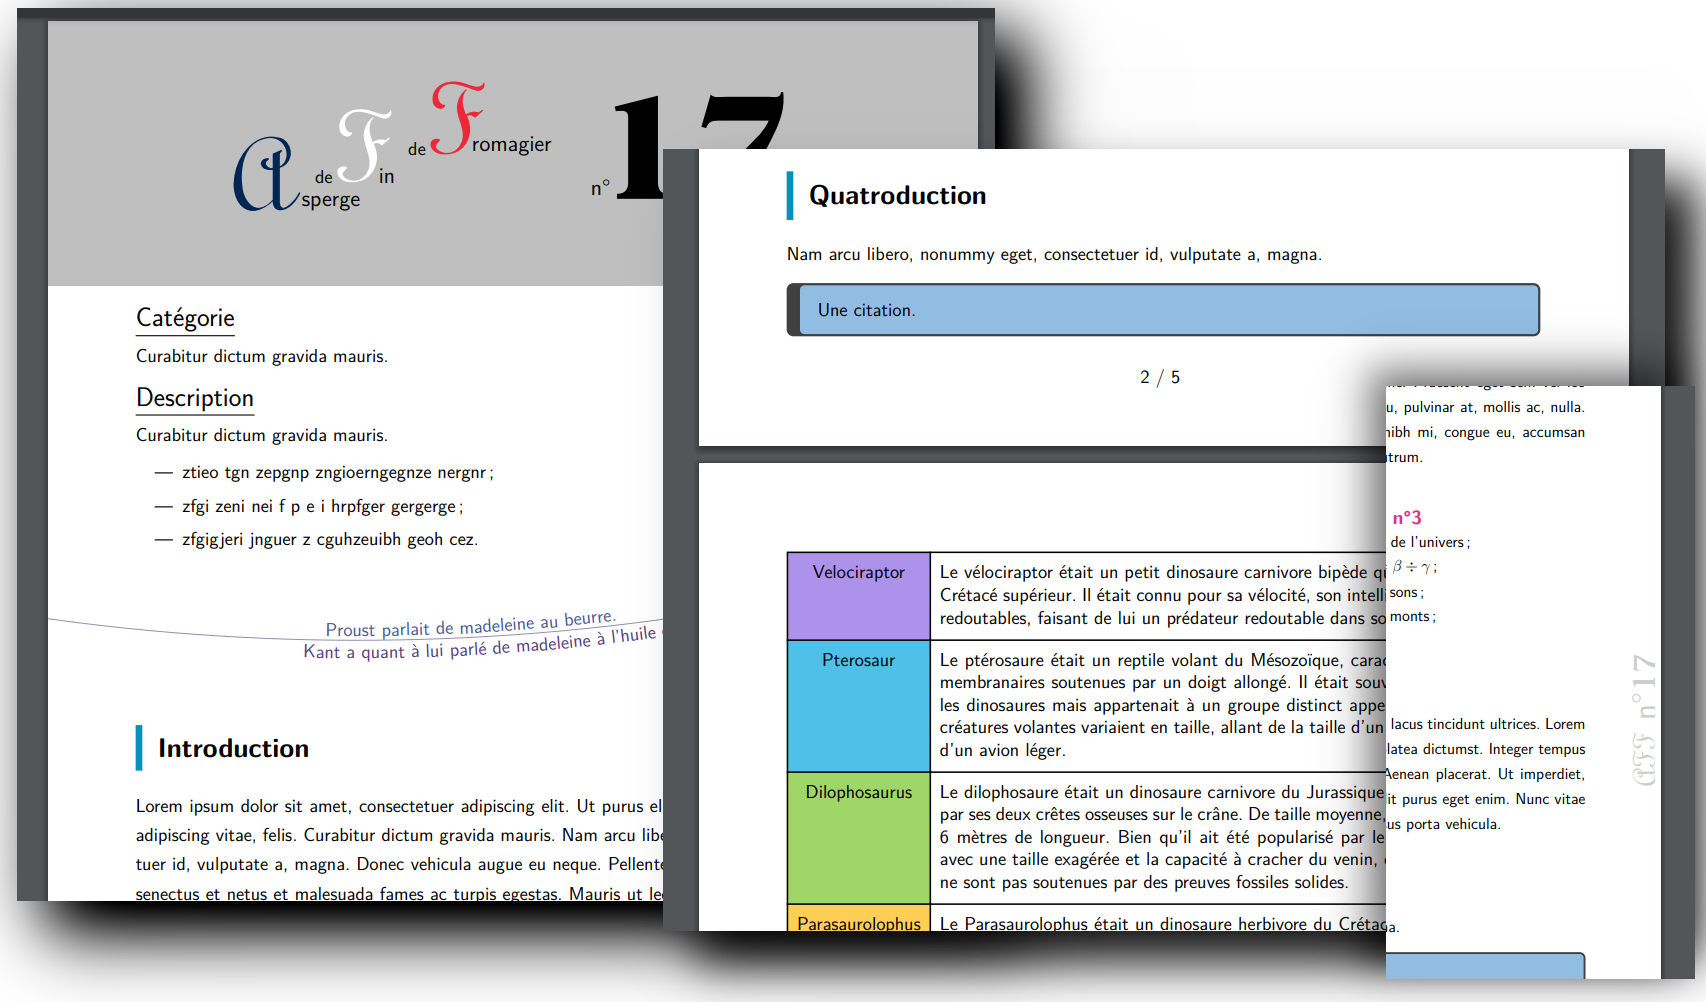 A sperge de F in de F romagier n° 17
Catégorie
Curabitur dictum gravida mauris.
Description
Curabitur dictum gravida mauris.
— ztieo tgn zepgnp zngioerngegnze nergnr ;
— zfgi zeni nei f p e i hrpfger gergerge ;
— zfgigjeri jnguer z cguhzeuibh geoh cez.
Proust parlait de madeleine au beurre.
Kant a quant à lui parlé de madeleine à l'huile
Introduction
Lorem ipsum dolor sit amet, consectetuer adipiscing elit. Ut purus el
adipiscing vitae, felis. Curabitur dictum gravida mauris. Nam arcu libe
tuer id, vulputate a, magna. Donec vehicula augue eu neque. Pellente
senectus et netus et malesuada fames ac turpis egestas. Mauris ut le
Quatroduction
Nam arcu libero, nonummy eget, consectetuer id, vulputate a, magna.
Une citation.
2 / 5
Velociraptor
Le vélociraptor était un petit dinosaure carnivore bipède qu
Crétacé supérieur. Il était connu pour sa vélocité, son intelli
redoutables, faisant de lui un prédateur redoutable dans so
Pterosaur
Le ptérosaure était un reptile volant du Mésozoïque, carac
membranaires soutenues par un doigt allongé. Il était souv
les dinosaures mais appartenait à un groupe distinct appe
créatures volantes variaient en taille, allant de la taille d'un
d'un avion léger.
Dilophosaurus
Le dilophosaure était un dinosaure carnivore du Jurassique
par ses deux crêtes osseuses sur le crâne. De taille moyenne,
6 mètres de longueur. Bien qu'il ait été popularisé par le
avec une taille exagérée et la capacité à cracher du venin,
ne sont pas soutenues par des preuves fossiles solides.
Parasaurolophus
Le Parasaurolophus était un dinosaure herbivore du Crétac
u, pulvinar at, mollis ac, nulla.
nibh mi, congue eu, accumsan
trum.
n°3
de l'univers ;
β ÷ γ ;
sons ;
monts ;
lacus tincidunt ultrices. Lorem
latea dictumst. Integer tempus
Aenean placerat. Ut imperdiet,
it purus eget enim. Nunc vitae
us porta vehicula.
a.
AFF n°17